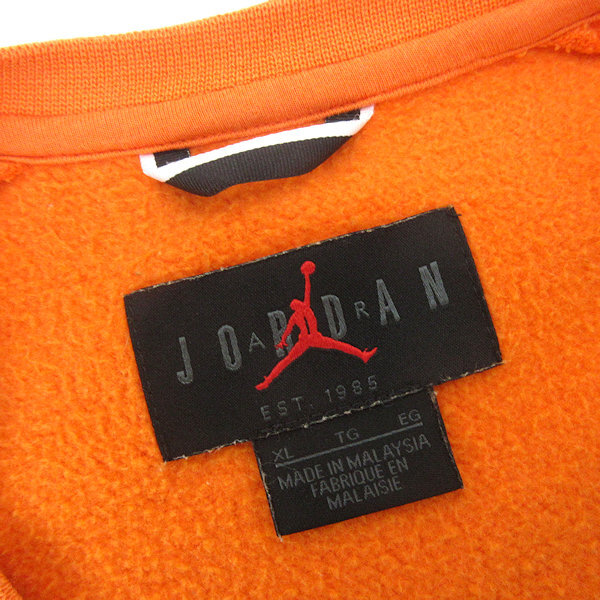 JORDAN
AIR
EST. 1985
XL TG EG
MADE IN MALAYSIA
FABRIQUE EN
MALAISIE